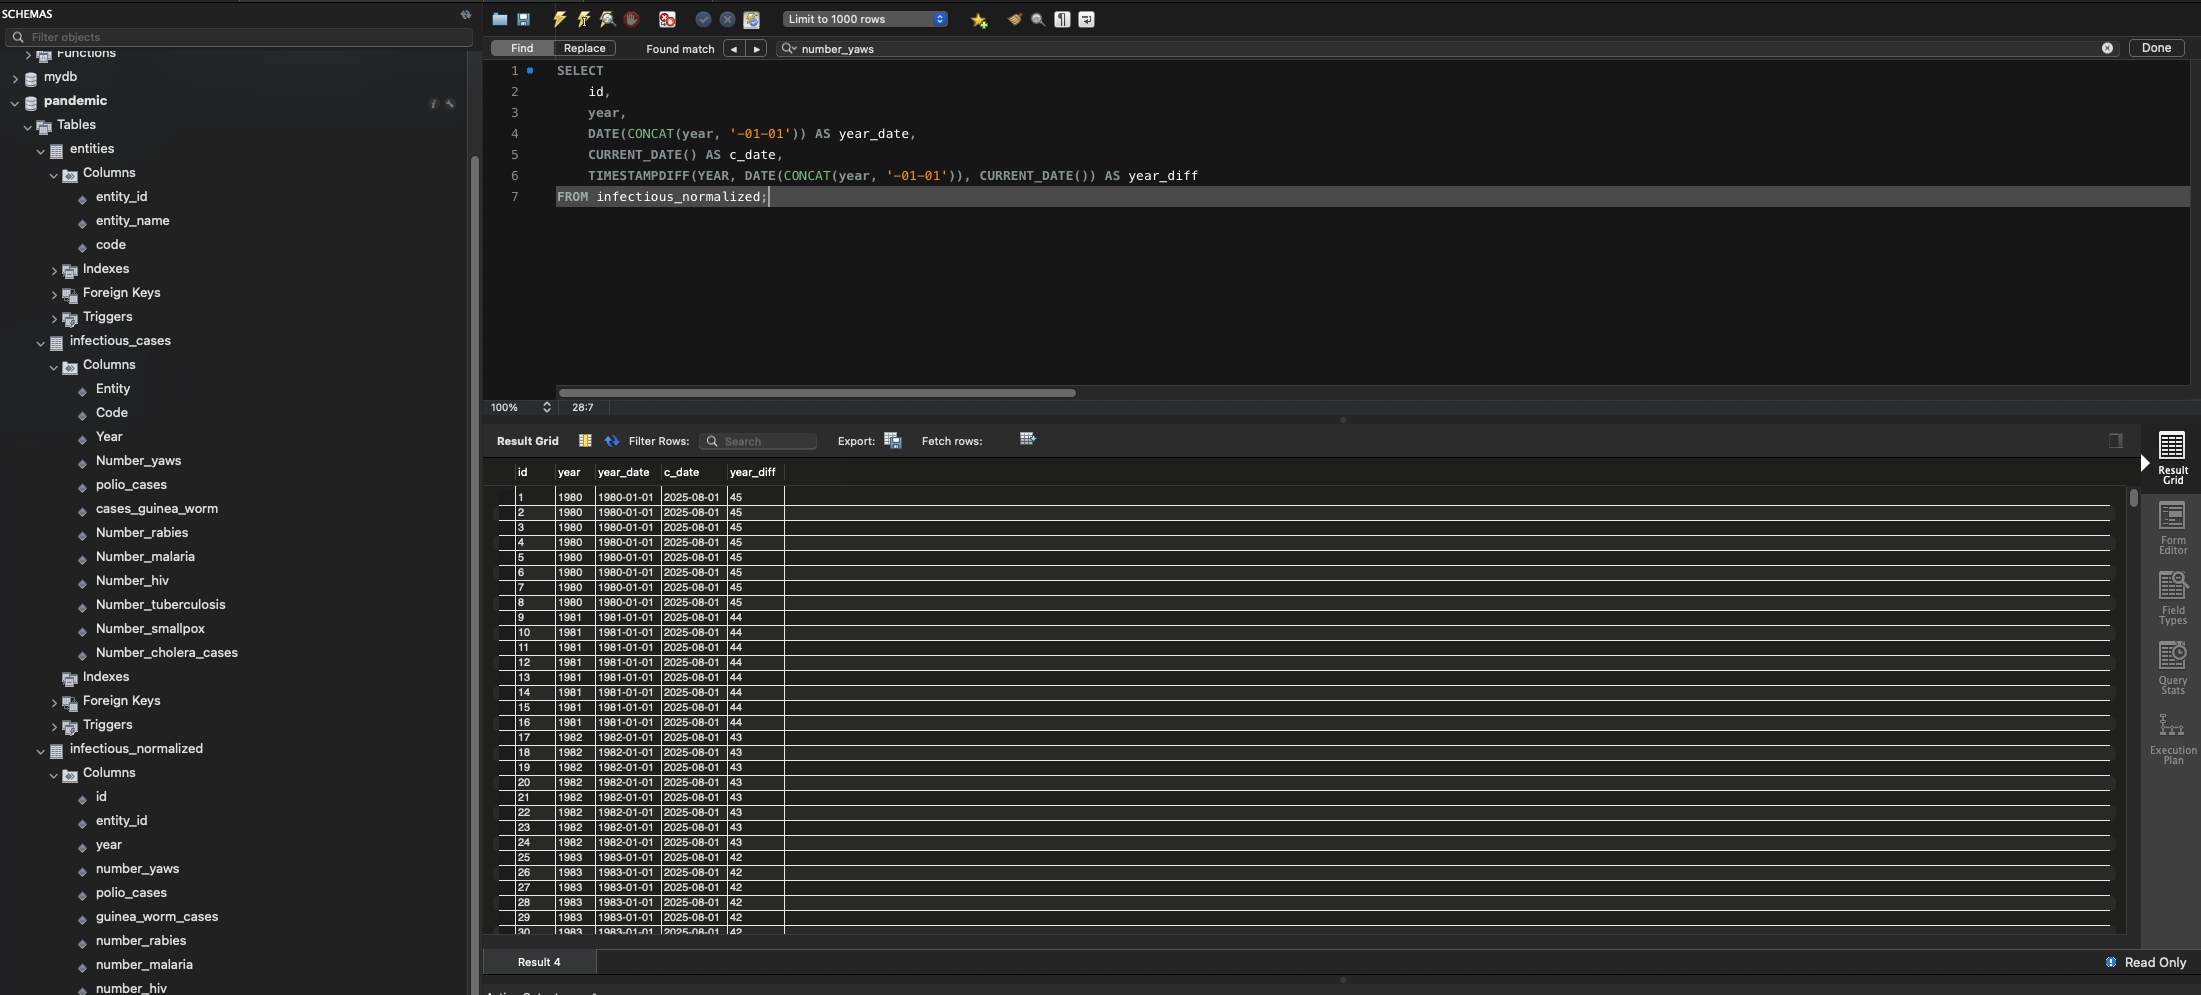 SCHEMAS
Filter objects
Functions
mydb
pandemic
Tables
entities
Columns
entity_id
entity_name
code
Indexes
Foreign Keys
Triggers
infectious_cases
Columns
Entity
Code
Year
Number_yaws
polio_cases
cases_guinea_worm
Number_rabies
Number_malaria
Number_hiv
Number_tuberculosis
Number_smallpox
Number_cholera_cases
Indexes
Foreign Keys
Triggers
infectious_normalized
Columns
id
entity_id
year
number_yaws
polio_cases
guinea_worm_cases
number_rabies
number_malaria
number_hiv
Limit to 1000 rows
Find Replace Found match number_yaws Done
1 SELECT
2 id,
3 year,
4 DATE(CONCAT(year, '-01-01')) AS year_date,
5 CURRENT_DATE() AS c_date,
6 TIMESTAMPDIFF(YEAR, DATE(CONCAT(year, '-01-01')), CURRENT_DATE()) AS year_diff
7 FROM infectious_normalized;
100% 28:7
Result Grid Filter Rows: Search Export: Fetch rows:
id year year_date c_date year_diff
1 1980 1980-01-01 2025-08-01 45
2 1980 1980-01-01 2025-08-01 45
3 1980 1980-01-01 2025-08-01 45
4 1980 1980-01-01 2025-08-01 45
5 1980 1980-01-01 2025-08-01 45
6 1980 1980-01-01 2025-08-01 45
7 1980 1980-01-01 2025-08-01 45
8 1980 1980-01-01 2025-08-01 45
9 1981 1981-01-01 2025-08-01 44
10 1981 1981-01-01 2025-08-01 44
11 1981 1981-01-01 2025-08-01 44
12 1981 1981-01-01 2025-08-01 44
13 1981 1981-01-01 2025-08-01 44
14 1981 1981-01-01 2025-08-01 44
15 1981 1981-01-01 2025-08-01 44
16 1981 1981-01-01 2025-08-01 44
17 1982 1982-01-01 2025-08-01 43
18 1982 1982-01-01 2025-08-01 43
19 1982 1982-01-01 2025-08-01 43
20 1982 1982-01-01 2025-08-01 43
21 1982 1982-01-01 2025-08-01 43
22 1982 1982-01-01 2025-08-01 43
23 1982 1982-01-01 2025-08-01 43
24 1982 1982-01-01 2025-08-01 43
25 1983 1983-01-01 2025-08-01 42
26 1983 1983-01-01 2025-08-01 42
27 1983 1983-01-01 2025-08-01 42
28 1983 1983-01-01 2025-08-01 42
29 1983 1983-01-01 2025-08-01 42
30 1983 1983-01-01 2025-08-01 42
Result
Grid
Form
Editor
Field
Types
Query
Stats
Execution
Plan
Result 4
Read Only